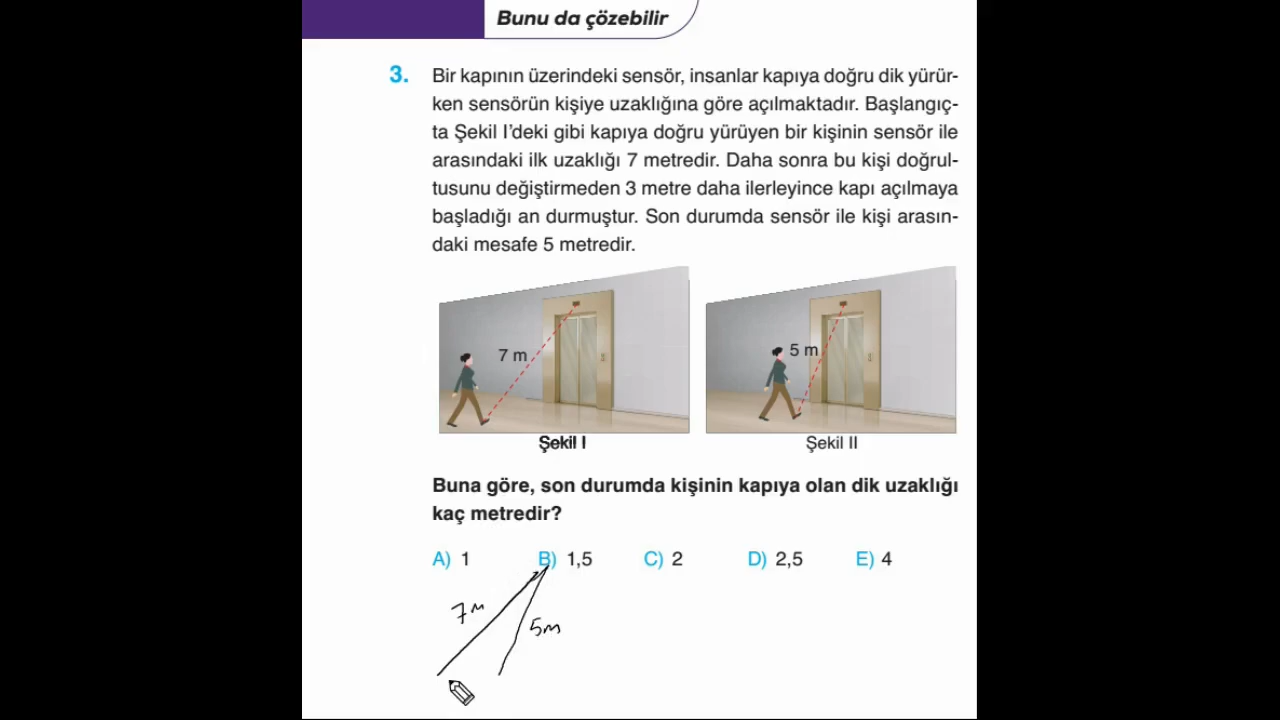 Bunu da çözebilir
3. Bir kapının üzerindeki sensör, insanlar kapıya doğru dik yürür-
ken sensörün kişiye uzaklığına göre açılmaktadır. Başlangıç-
ta Şekil I'deki gibi kapıya doğru yürüyen bir kişinin sensör ile
arasındaki ilk uzaklığı 7 metredir. Daha sonra bu kişi doğrul-
tusunu değiştirmeden 3 metre daha ilerleyince kapı açılmaya
başladığı an durmuştur. Son durumda sensör ile kişi arasın-
daki mesafe 5 metredir.
7 m
5 m
Şekil I
Şekil II
Buna göre, son durumda kişinin kapıya olan dik uzaklığı
kaç metredir?
A) 1 B) 1,5 C) 2 D) 2,5 E) 4
7m
5m